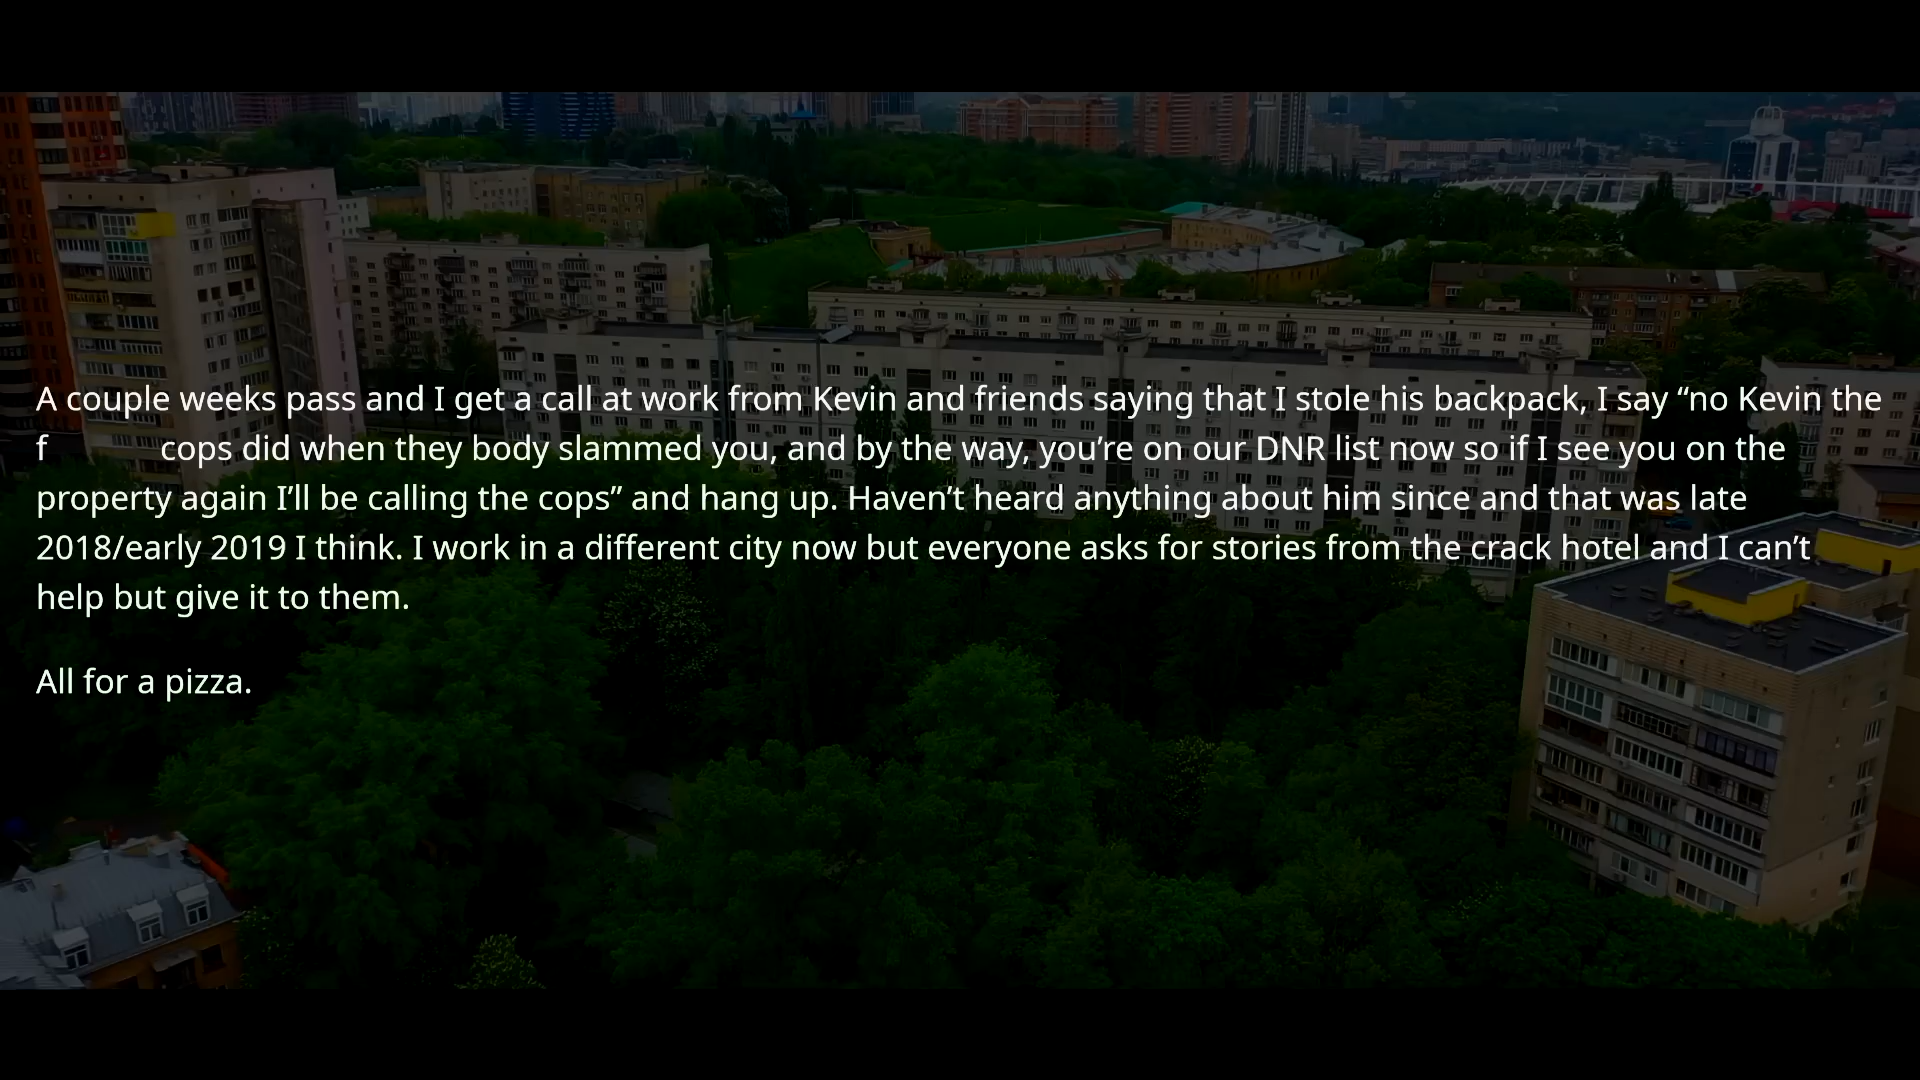 A couple weeks pass and I get a call at work from Kevin and friends saying that I stole his backpack, I say “no Kevin the
f cops did when they body slammed you, and by the way, you’re on our DNR list now so if I see you on the
property again I’ll be calling the cops” and hang up. Haven’t heard anything about him since and that was late
2018/early 2019 I think. I work in a different city now but everyone asks for stories from the crack hotel and I can’t
help but give it to them.
All for a pizza.